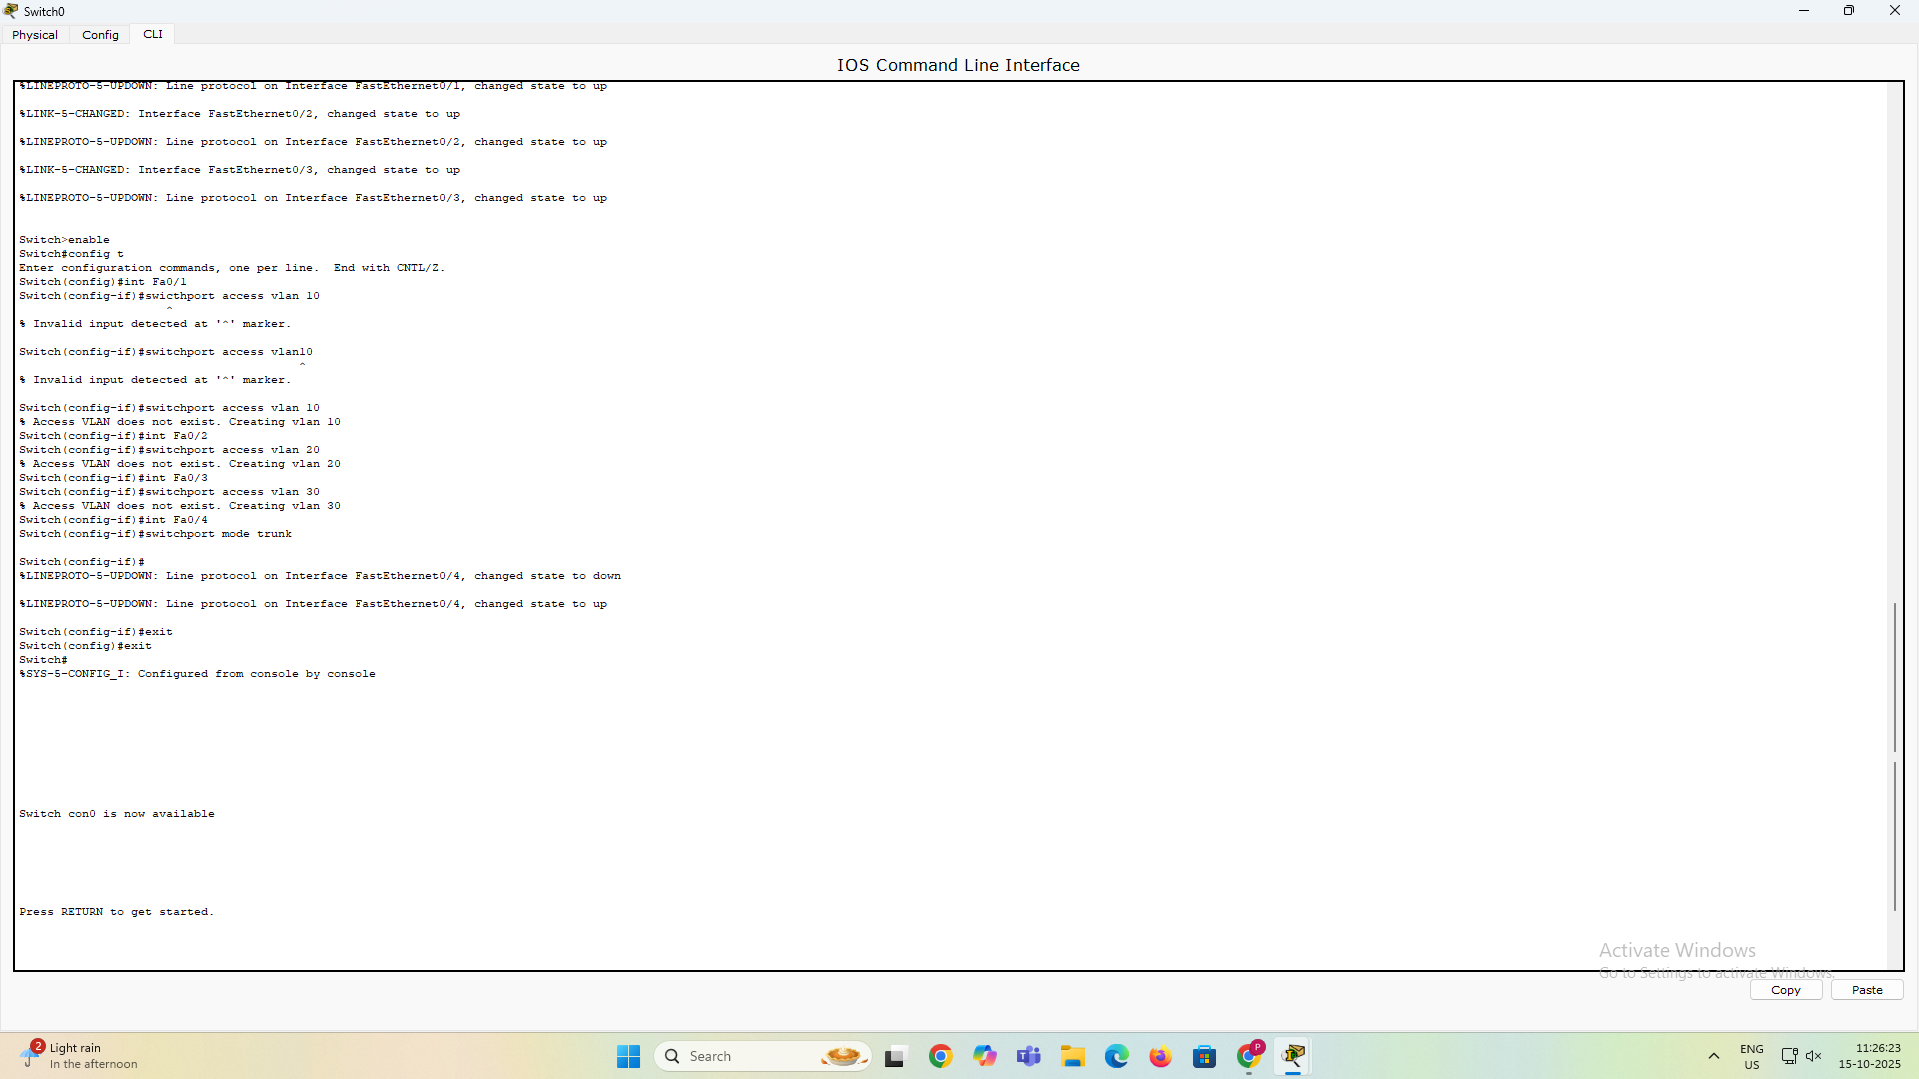 Switch0
Physical Config CLI
IOS Command Line Interface
%LINEPROTO-5-UPDOWN: Line protocol on Interface FastEthernet0/1, changed state to up
%LINK-5-CHANGED: Interface FastEthernet0/2, changed state to up
%LINEPROTO-5-UPDOWN: Line protocol on Interface FastEthernet0/2, changed state to up
%LINK-5-CHANGED: Interface FastEthernet0/3, changed state to up
%LINEPROTO-5-UPDOWN: Line protocol on Interface FastEthernet0/3, changed state to up
Switch>enable
Switch#config t
Enter configuration commands, one per line.  End with CNTL/Z.
Switch(config)#int Fa0/1
Switch(config-if)#swicthport access vlan 10
^
% Invalid input detected at '^' marker.
Switch(config-if)#switchport access vlan10
^
% Invalid input detected at '^' marker.
Switch(config-if)#switchport access vlan 10
% Access VLAN does not exist. Creating vlan 10
Switch(config-if)#int Fa0/2
Switch(config-if)#switchport access vlan 20
% Access VLAN does not exist. Creating vlan 20
Switch(config-if)#int Fa0/3
Switch(config-if)#switchport access vlan 30
% Access VLAN does not exist. Creating vlan 30
Switch(config-if)#int Fa0/4
Switch(config-if)#switchport mode trunk
Switch(config-if)#
%LINEPROTO-5-UPDOWN: Line protocol on Interface FastEthernet0/4, changed state to down
%LINEPROTO-5-UPDOWN: Line protocol on Interface FastEthernet0/4, changed state to up
Switch(config-if)#exit
Switch(config)#exit
Switch#
%SYS-5-CONFIG_I: Configured from console by console
Switch con0 is now available
Press RETURN to get started.
Activate Windows
Go to Settings to activate Windows.
Copy Paste
2
Light rain
In the afternoon
Search
P
ENG
US
11:26:23
15-10-2025